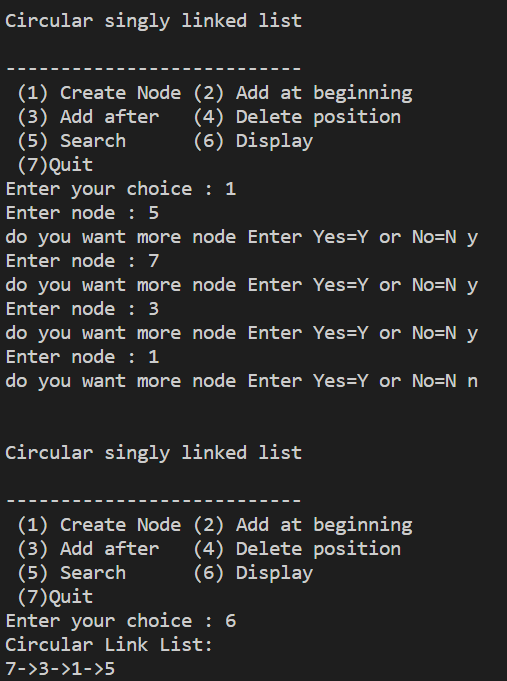 Circular singly linked list
---------------------------
(1) Create Node (2) Add at beginning
(3) Add after   (4) Delete position
(5) Search      (6) Display
(7)Quit
Enter your choice : 1
Enter node : 5
do you want more node Enter Yes=Y or No=N y
Enter node : 7
do you want more node Enter Yes=Y or No=N y
Enter node : 3
do you want more node Enter Yes=Y or No=N y
Enter node : 1
do you want more node Enter Yes=Y or No=N n
Circular singly linked list
---------------------------
(1) Create Node (2) Add at beginning
(3) Add after   (4) Delete position
(5) Search      (6) Display
(7)Quit
Enter your choice : 6
Circular Link List:
7->3->1->5